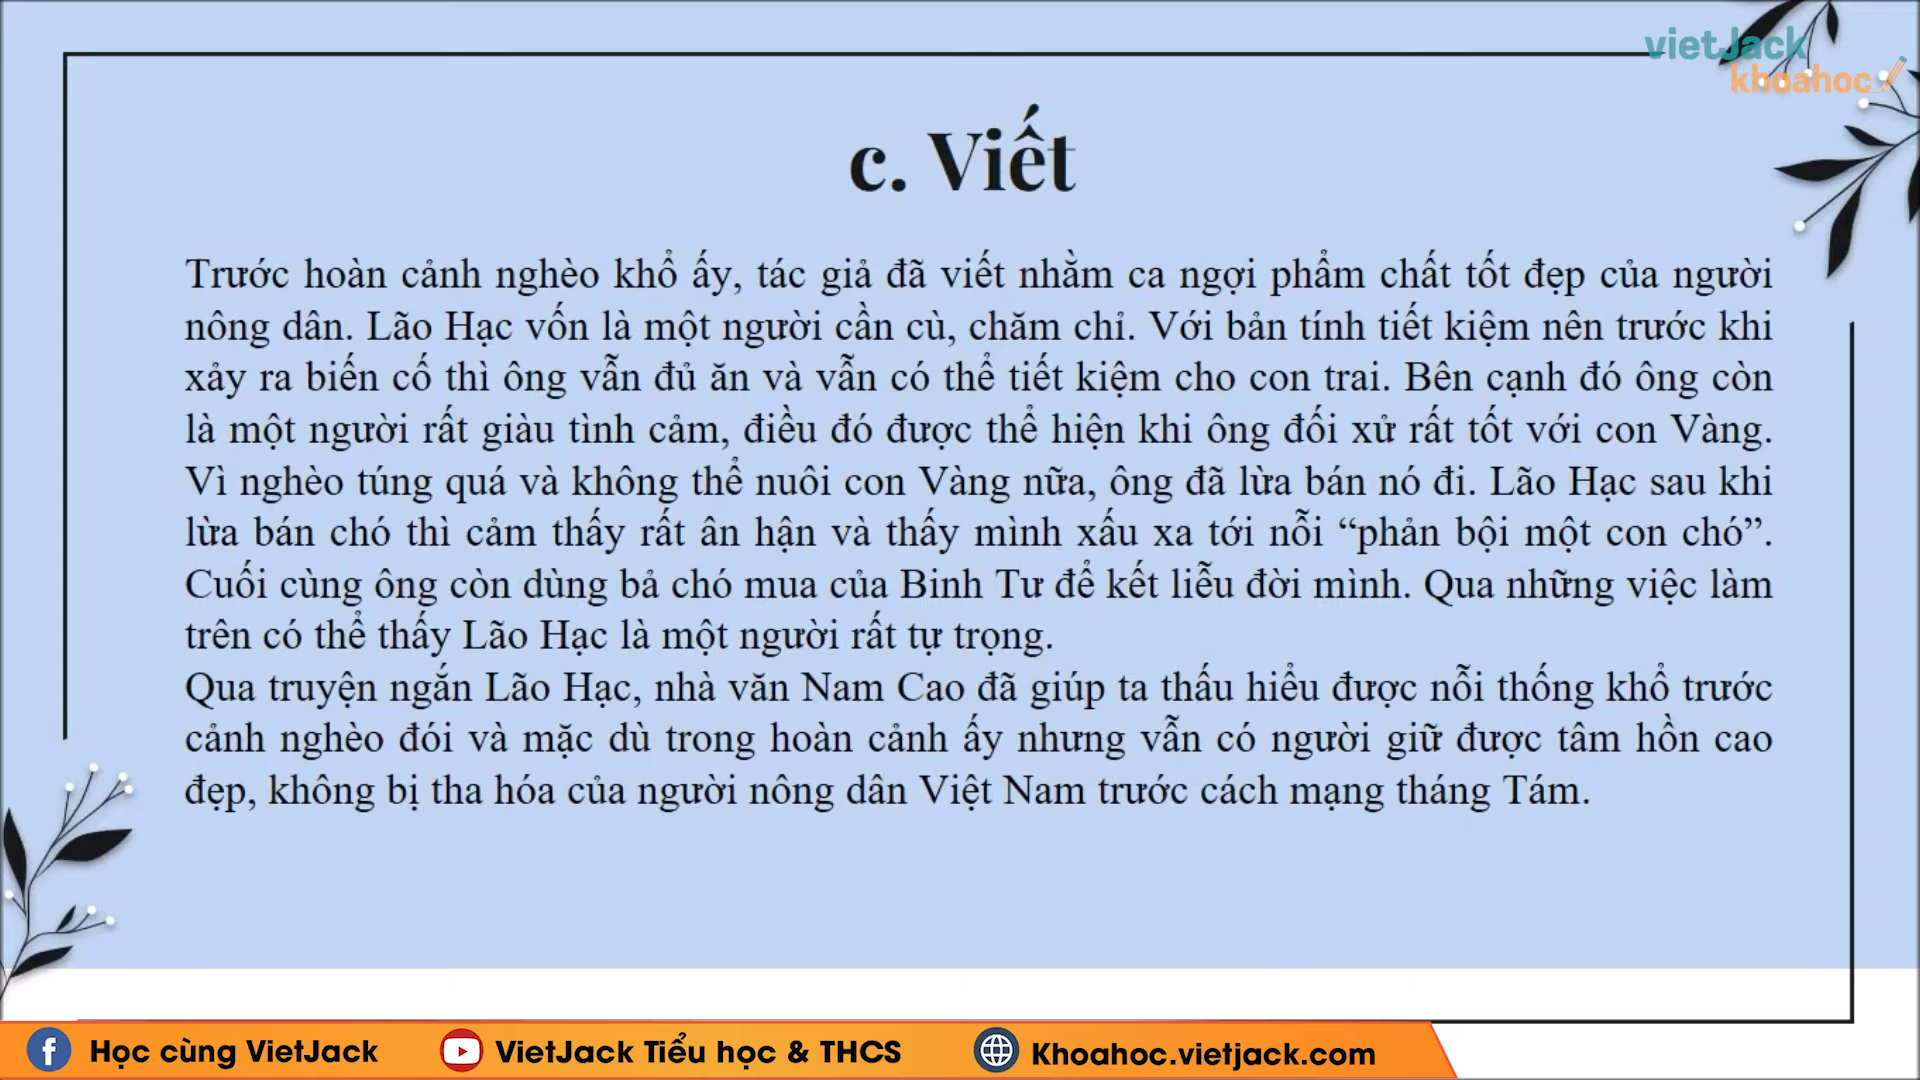 vietJack
khoahoc
c. Viết
Trước hoàn cảnh nghèo khổ ấy, tác giả đã viết nhằm ca ngợi phẩm chất tốt đẹp của người
nông dân. Lão Hạc vốn là một người cần cù, chăm chỉ. Với bản tính tiết kiệm nên trước khi
xảy ra biến cố thì ông vẫn đủ ăn và vẫn có thể tiết kiệm cho con trai. Bên cạnh đó ông còn
là một người rất giàu tình cảm, điều đó được thể hiện khi ông đối xử rất tốt với con Vàng.
Vì nghèo túng quá và không thể nuôi con Vàng nữa, ông đã lừa bán nó đi. Lão Hạc sau khi
lừa bán chó thì cảm thấy rất ân hận và thấy mình xấu xa tới nỗi “phản bội một con chó”.
Cuối cùng ông còn dùng bả chó mua của Binh Tư để kết liễu đời mình. Qua những việc làm
trên có thể thấy Lão Hạc là một người rất tự trọng.
Qua truyện ngắn Lão Hạc, nhà văn Nam Cao đã giúp ta thấu hiểu được nỗi thống khổ trước
cảnh nghèo đói và mặc dù trong hoàn cảnh ấy nhưng vẫn có người giữ được tâm hồn cao
đẹp, không bị tha hóa của người nông dân Việt Nam trước cách mạng tháng Tám.
Học cùng VietJack
VietJack Tiểu học & THCS
Khoahoc.vietjack.com